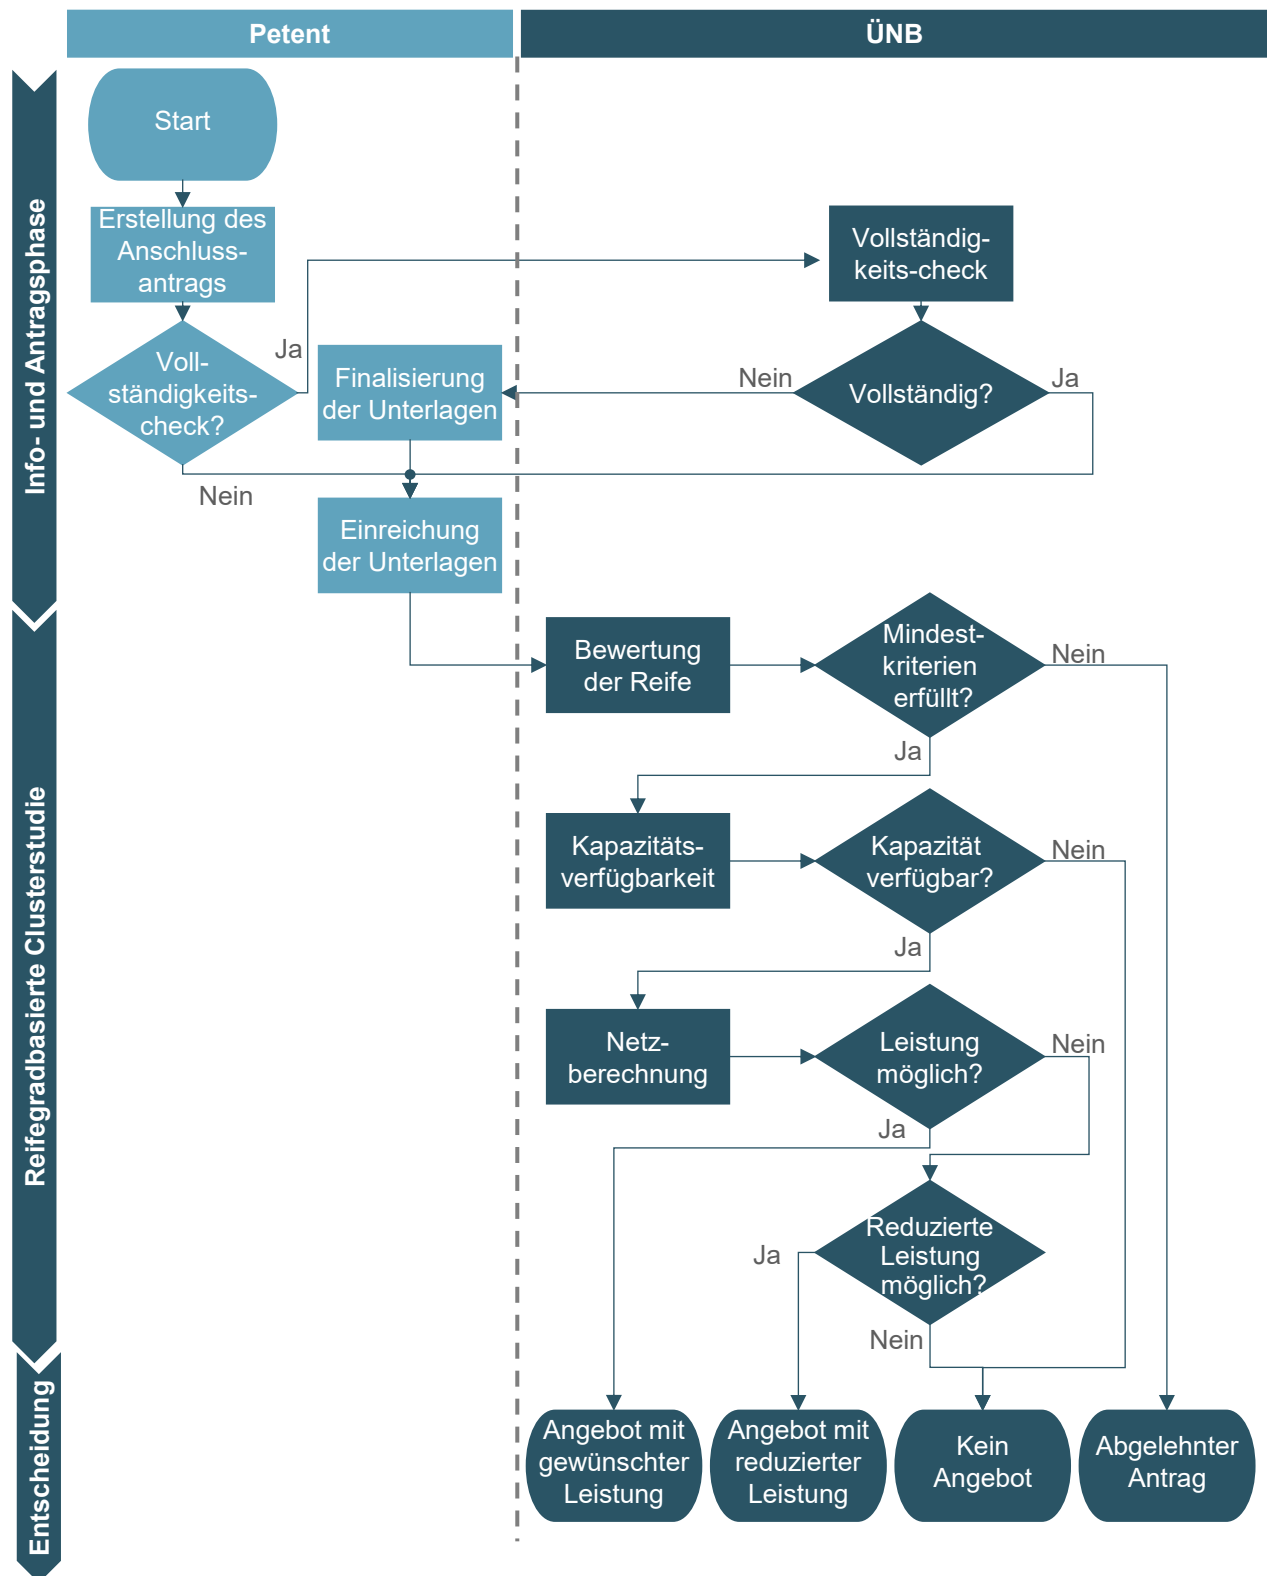 Petent
ÜNB
Info- und Antragsphase
Start
Erstellung des
Anschluss-
antrags
Vollständig-
keits-check
Voll-
ständigkeits-
check?
Ja
Nein
Finalisierung
der Unterlagen
Nein
Vollständig?
Ja
Einreichung
der Unterlagen
Reifegradbasierte Clusterstudie
Bewertung
der Reife
Mindest-
kriterien
erfüllt?
Nein
Ja
Kapazitäts-
verfügbarkeit
Kapazität
verfügbar?
Nein
Ja
Netz-
berechnung
Leistung
möglich?
Nein
Ja
Reduzierte
Leistung
möglich?
Ja
Nein
Entscheidung
Angebot mit
gewünschter
Leistung
Angebot mit
reduzierter
Leistung
Kein
Angebot
Abgelehnter
Antrag